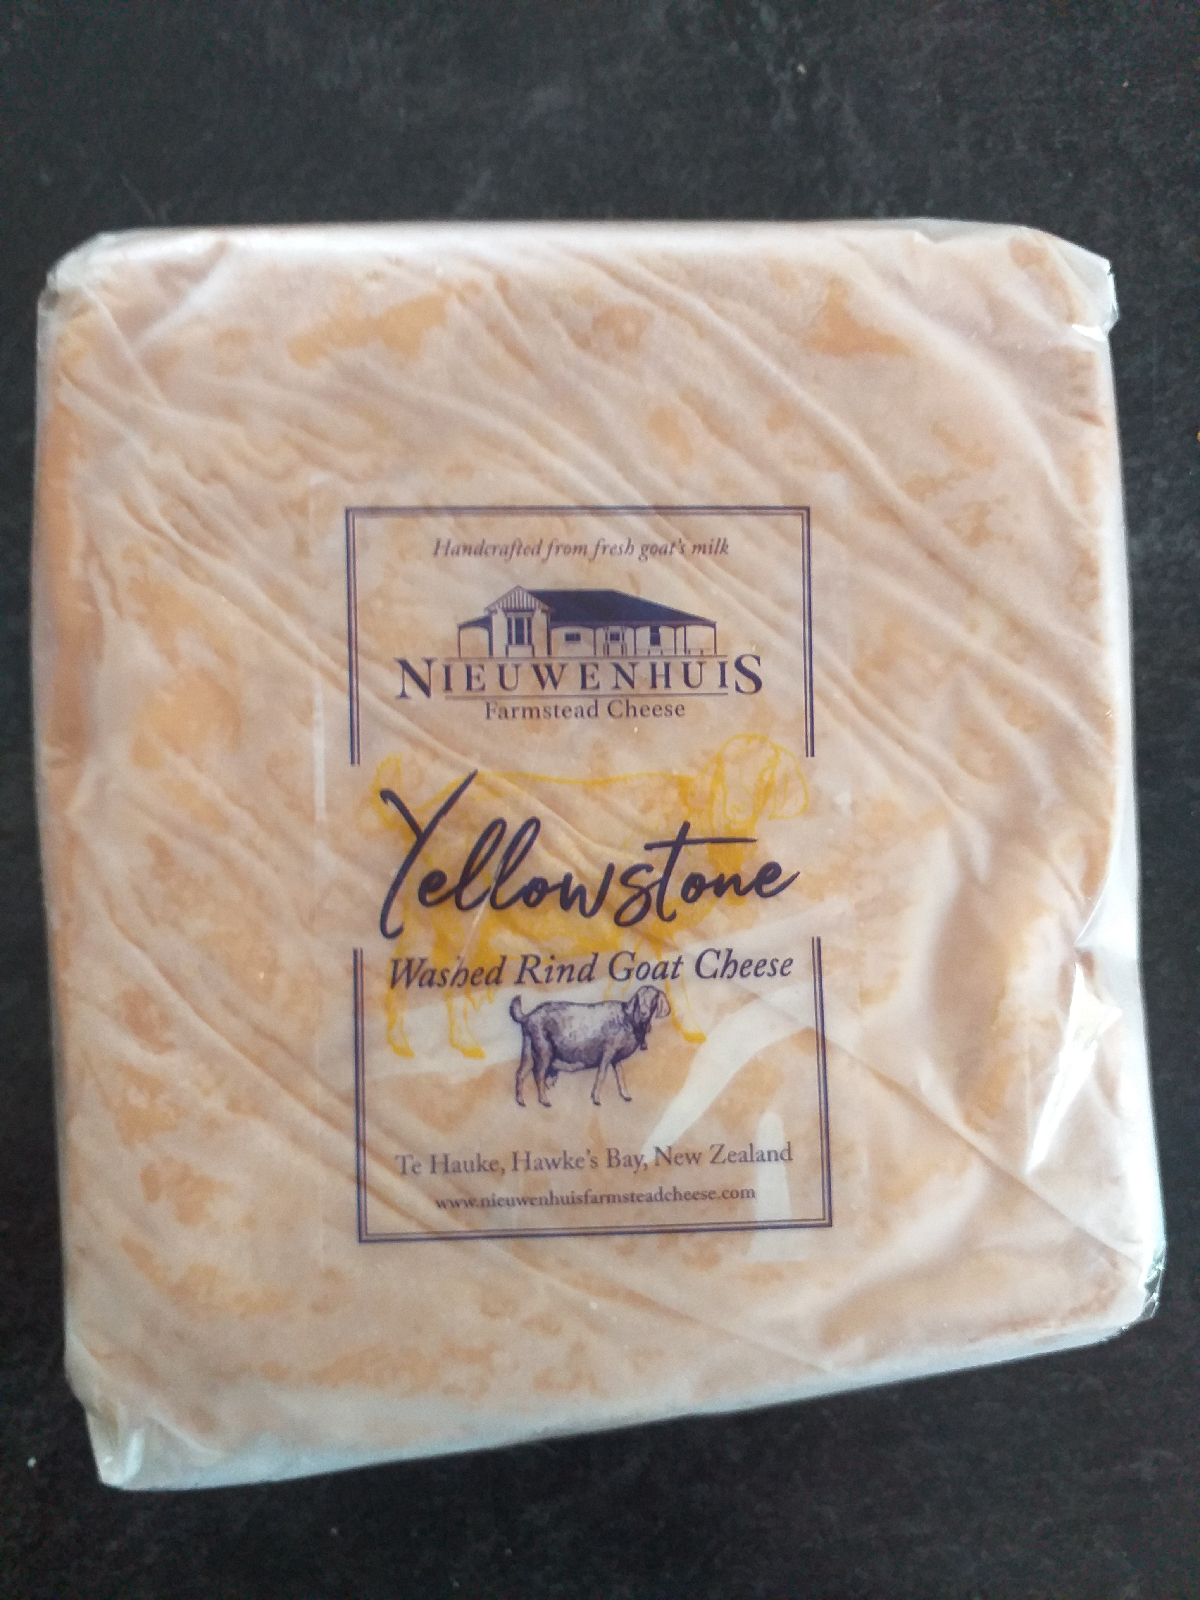 Handcrafted from fresh goat's milk
NIEUWENHUIS
Farmstead Cheese
Yellowstone
Washed Rind Goat Cheese
Te Hauke, Hawke's Bay, New Zealand
www.nieuwenhuisfarmsteadcheese.com